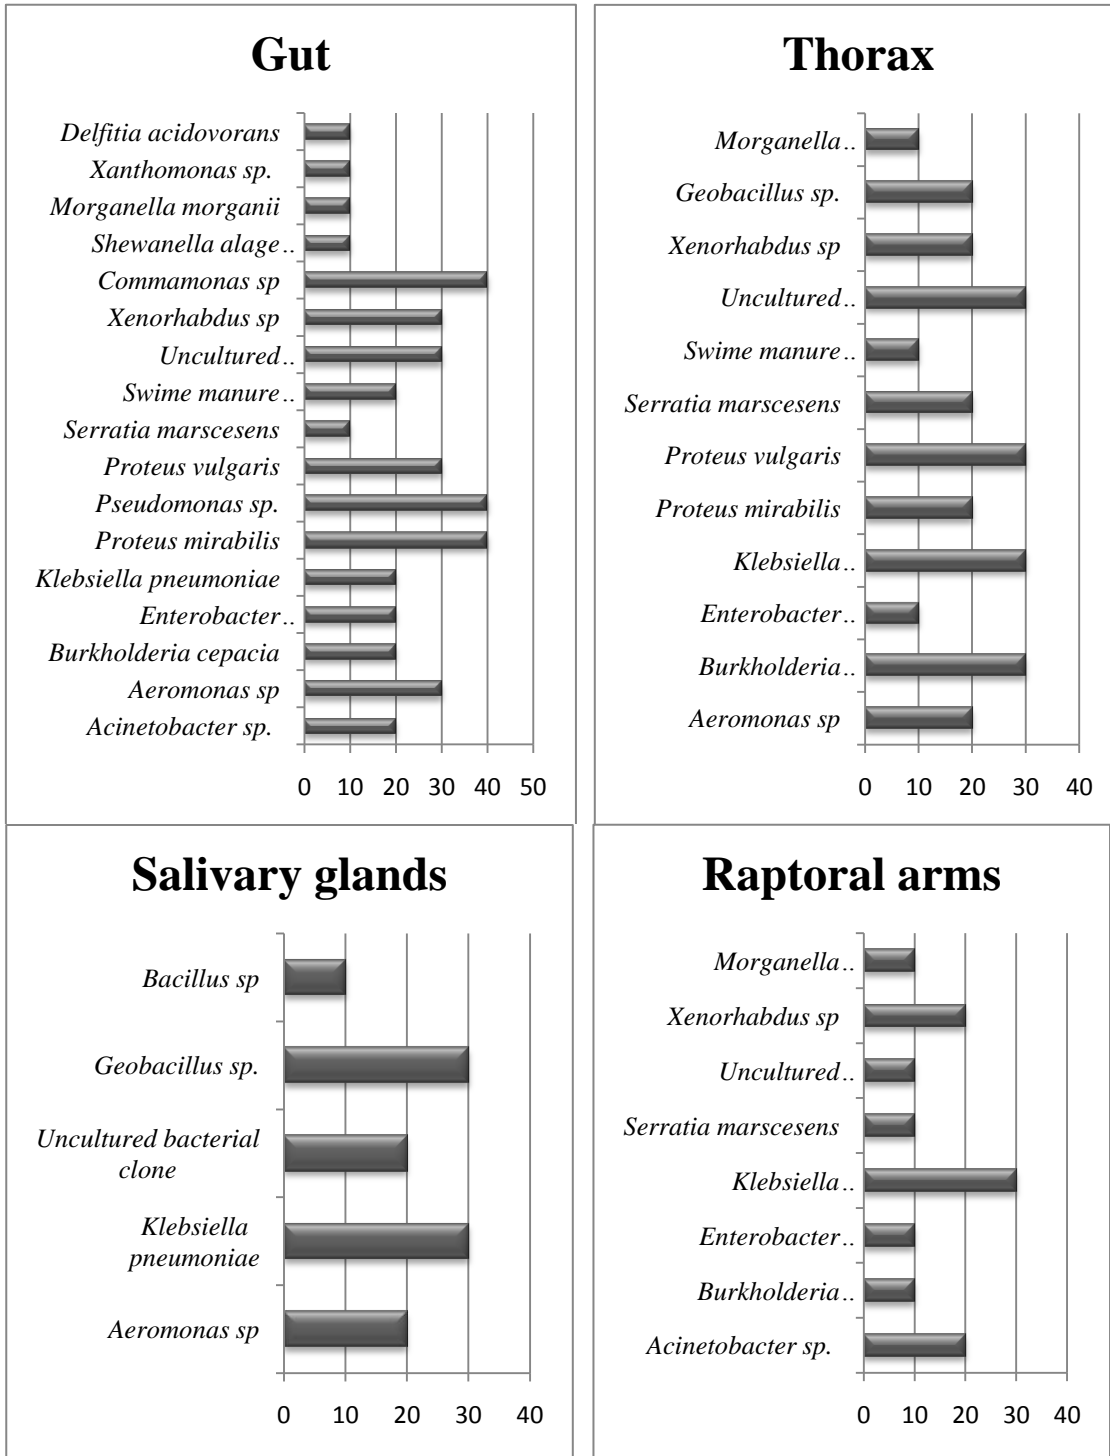 Gut
Delfitia acidovorans
Xanthomonas sp.
Morganella morganii
Shewanella alage..
Commamonas sp
Xenorhabdus sp
Uncultured..
Swime manure..
Serratia marscesens
Proteus vulgaris
Pseudomonas sp.
Proteus mirabilis
Klebsiella pneumoniae
Enterobacter..
Burkholderia cepacia
Aeromonas sp
Acinetobacter sp.
0 10 20 30 40 50
Thorax
Morganella..
Geobacillus sp.
Xenorhabdus sp
Uncultured..
Swime manure..
Serratia marscesens
Proteus vulgaris
Proteus mirabilis
Klebsiella..
Enterobacter..
Burkholderia..
Aeromonas sp
0 10 20 30 40
Salivary glands
Bacillus sp
Geobacillus sp.
Uncultured bacterial
clone
Klebsiella
pneumoniae
Aeromonas sp
0 10 20 30 40
Raptoral arms
Morganella..
Xenorhabdus sp
Uncultured..
Serratia marscesens
Klebsiella..
Enterobacter..
Burkholderia..
Acinetobacter sp.
0 10 20 30 40